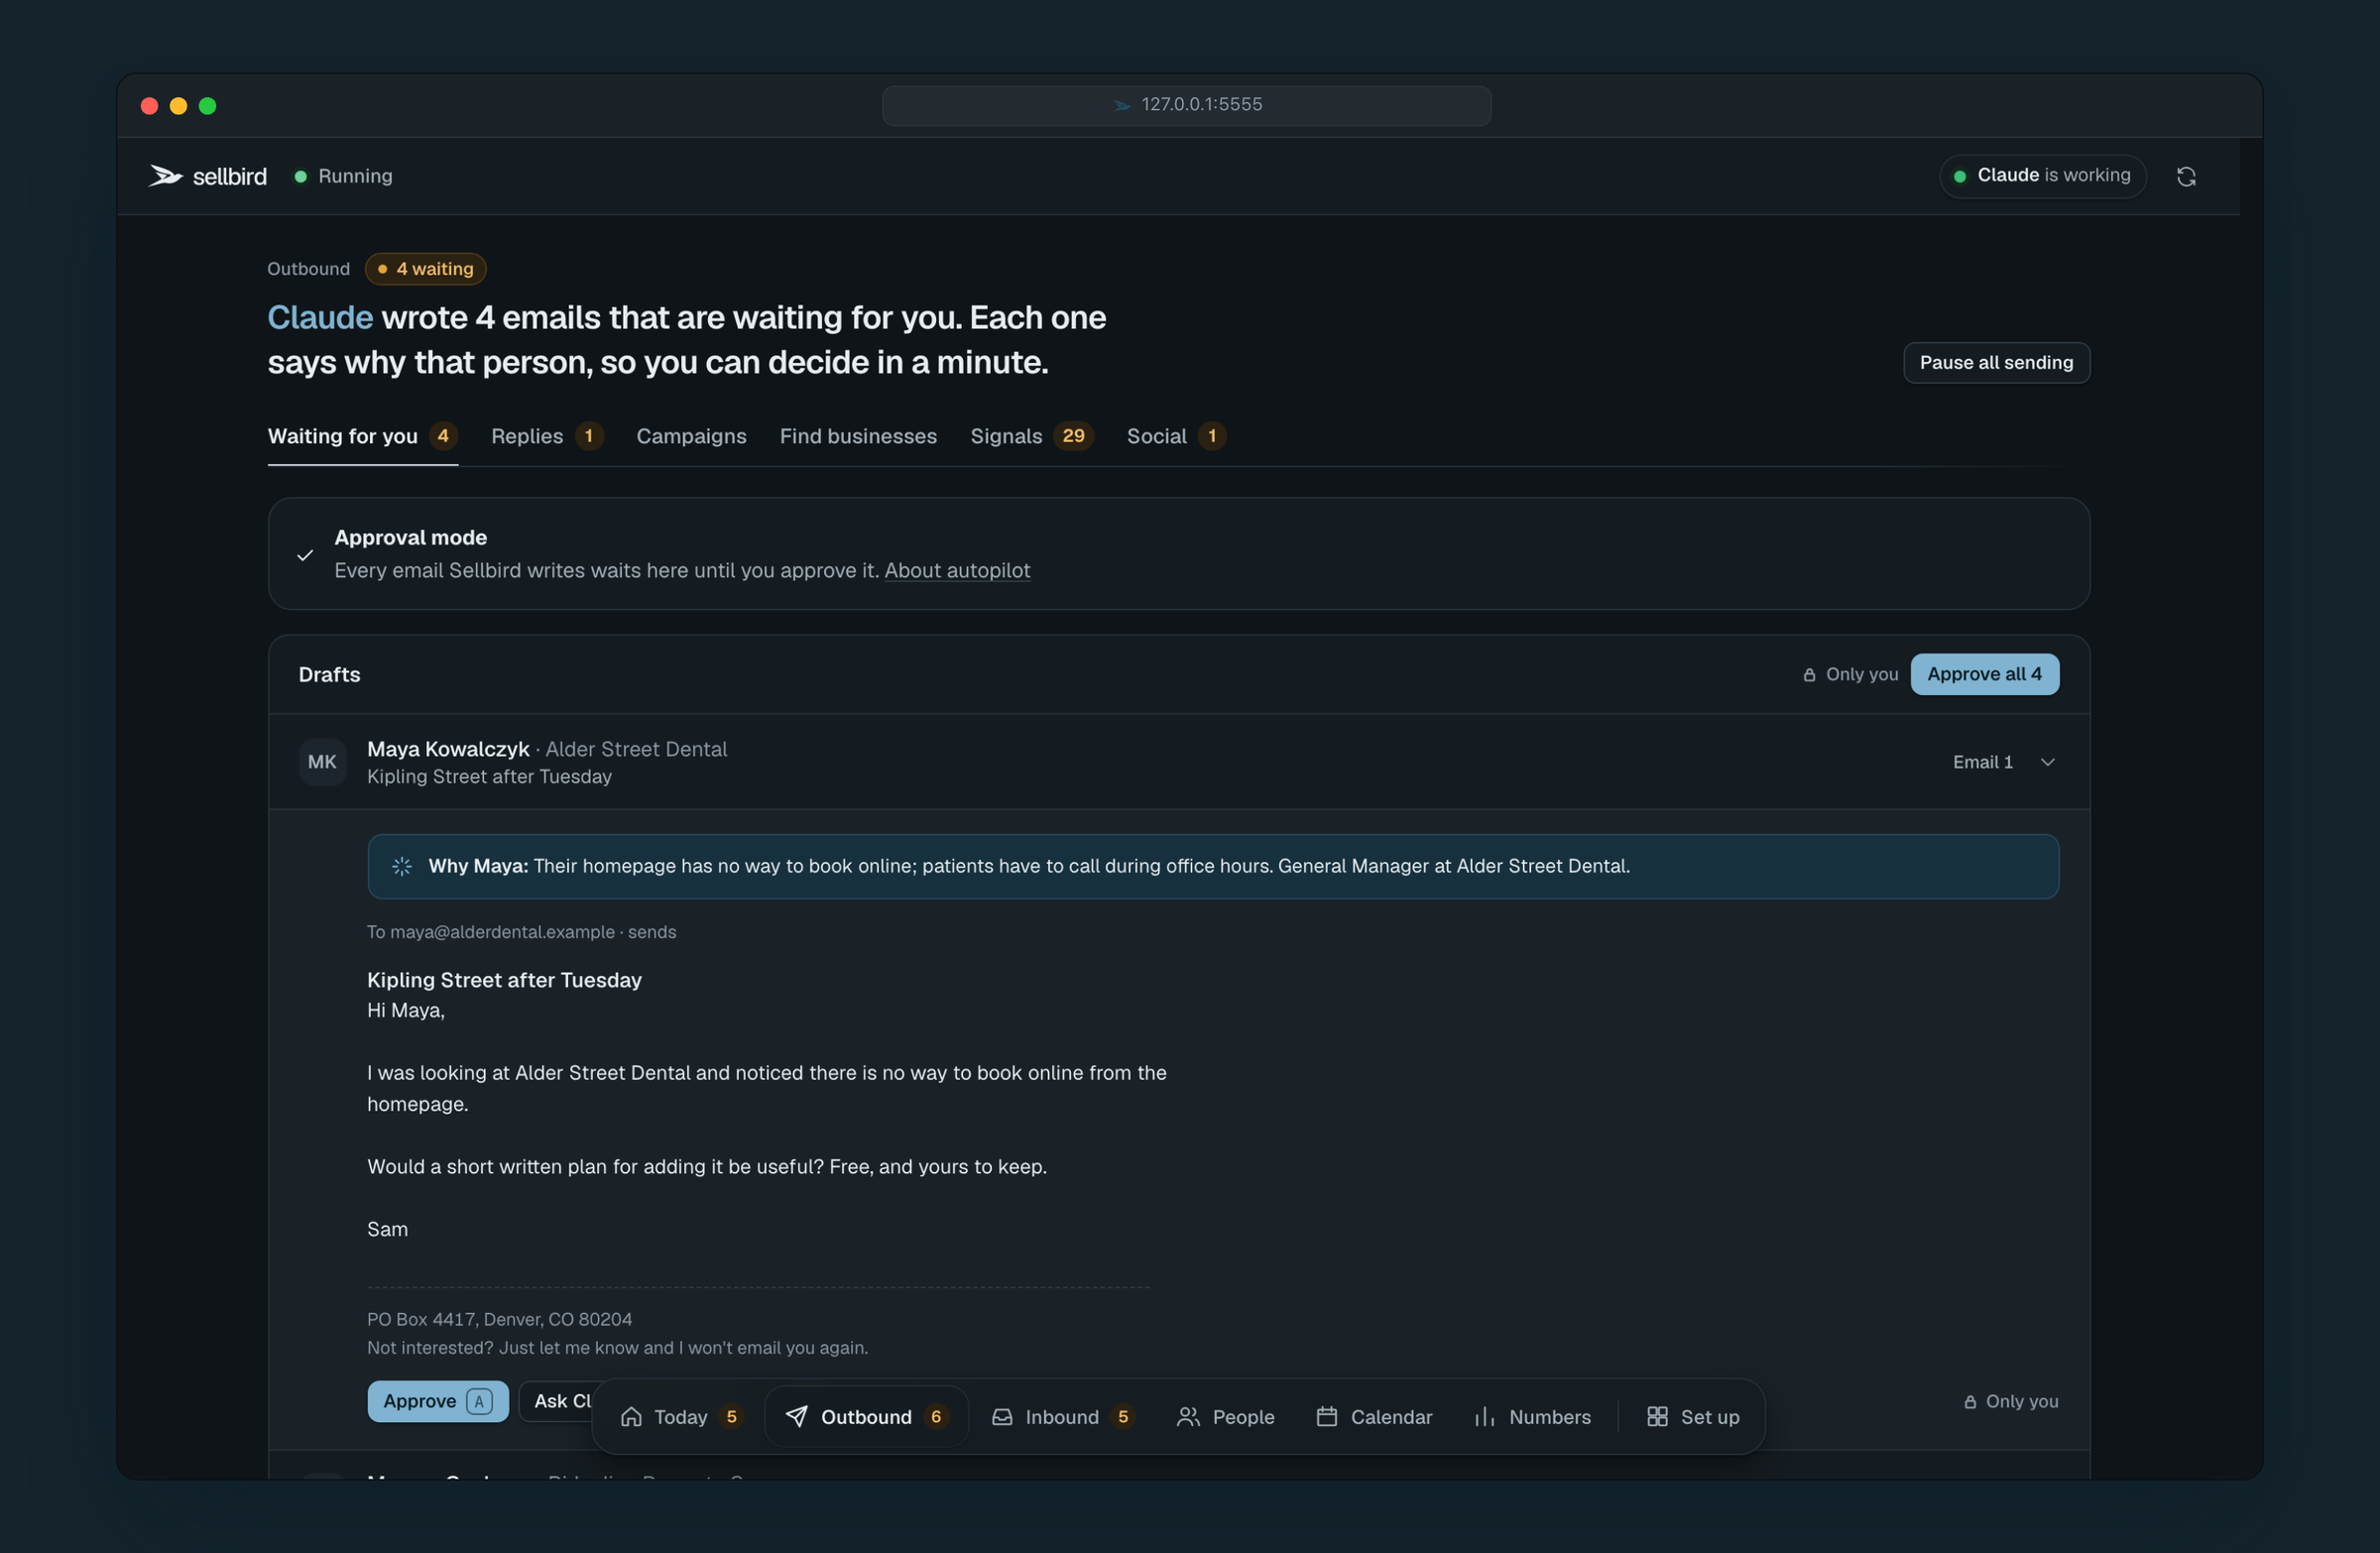 127.0.0.1:5555
sellbird Running
Claude is working
Outbound 4 waiting
Claude wrote 4 emails that are waiting for you. Each one
says why that person, so you can decide in a minute.
Pause all sending
Waiting for you 4 Replies 1 Campaigns Find businesses Signals 29 Social 1
Approval mode
Every email Sellbird writes waits here until you approve it. About autopilot
Drafts
Only you
Approve all 4
MK
Maya Kowalczyk · Alder Street Dental
Kipling Street after Tuesday
Email 1
Why Maya: Their homepage has no way to book online; patients have to call during office hours. General Manager at Alder Street Dental.
To maya@alderdental.example · sends
Kipling Street after Tuesday
Hi Maya,
I was looking at Alder Street Dental and noticed there is no way to book online from the
homepage.
Would a short written plan for adding it be useful? Free, and yours to keep.
Sam
PO Box 4417, Denver, CO 80204
Not interested? Just let me know and I won't email you again.
Approve A
Ask Cl
Only you
Today 5 Outbound 6 Inbound 5 People Calendar Numbers Set up